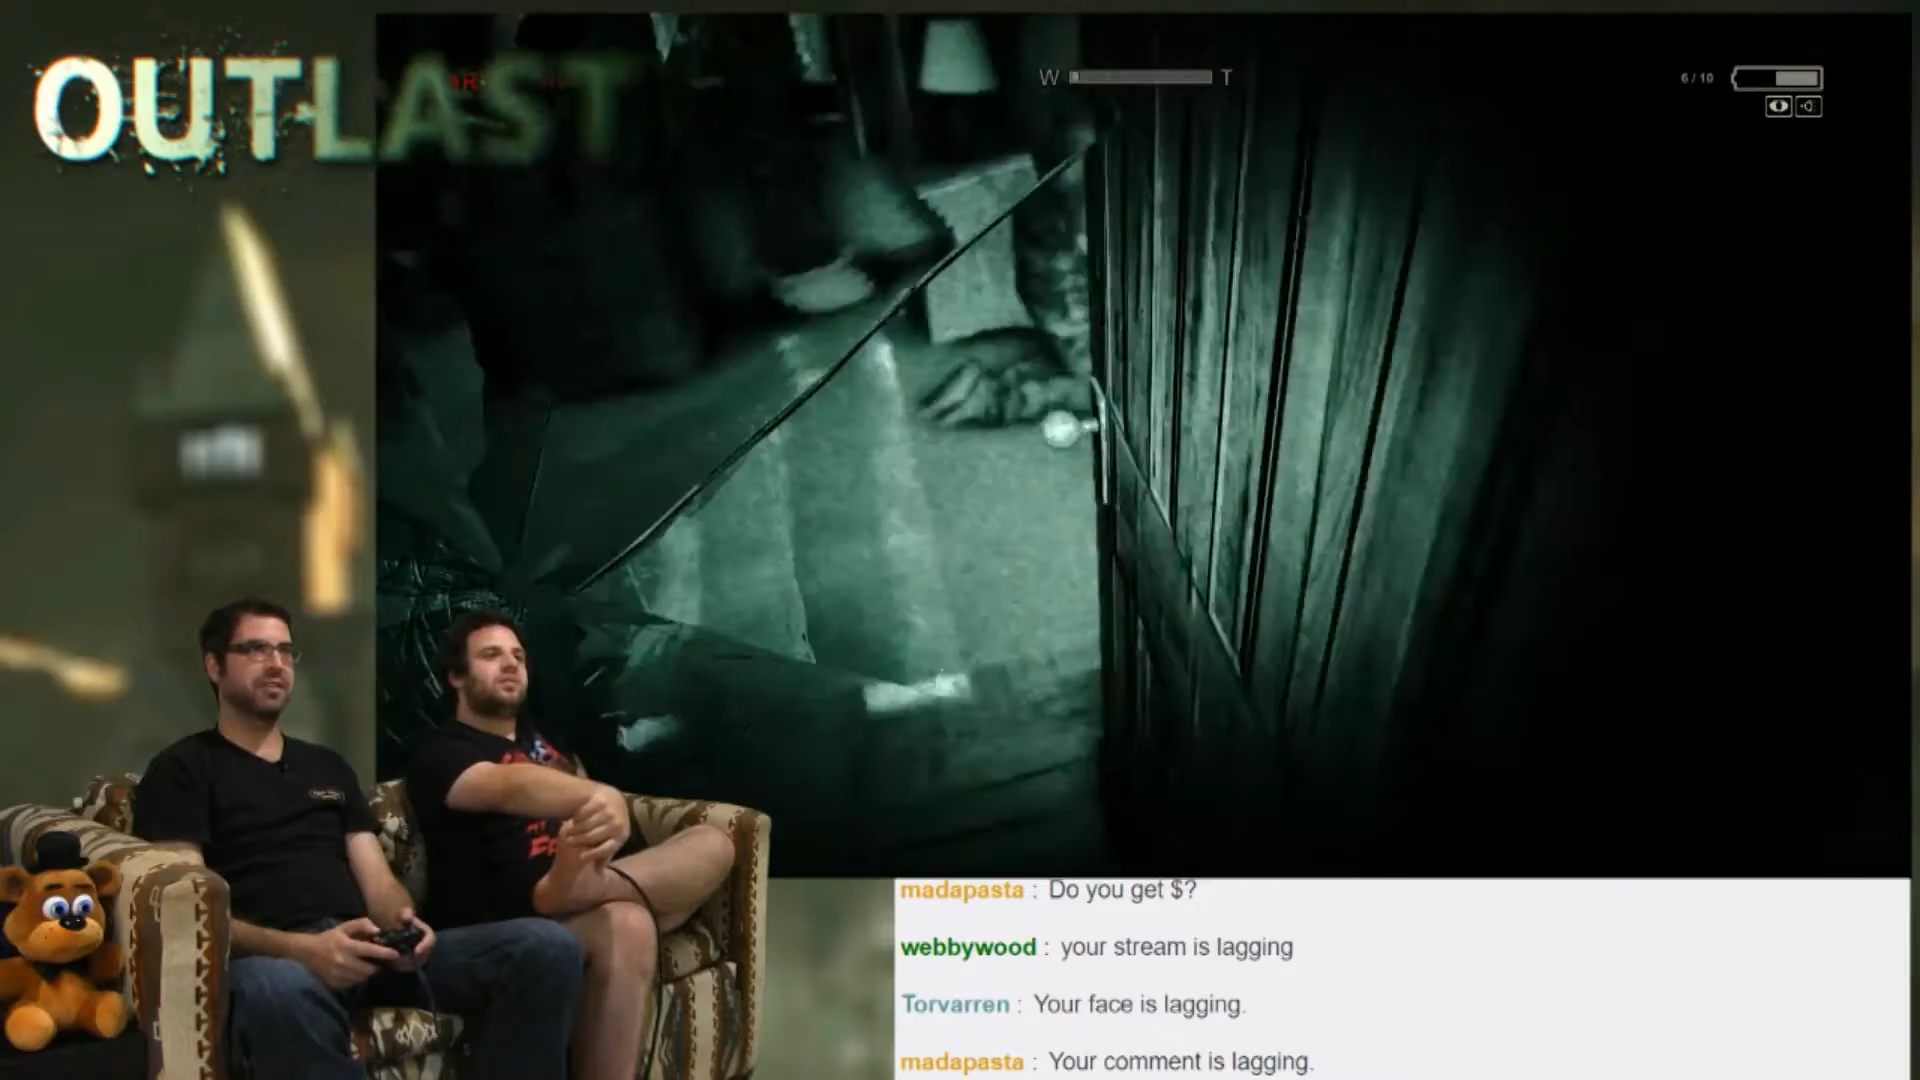 OUTLAST
W T
6 / 10
madapasta : Do you get $?
webbywood : your stream is lagging
Torvarren : Your face is lagging.
madapasta : Your comment is lagging.